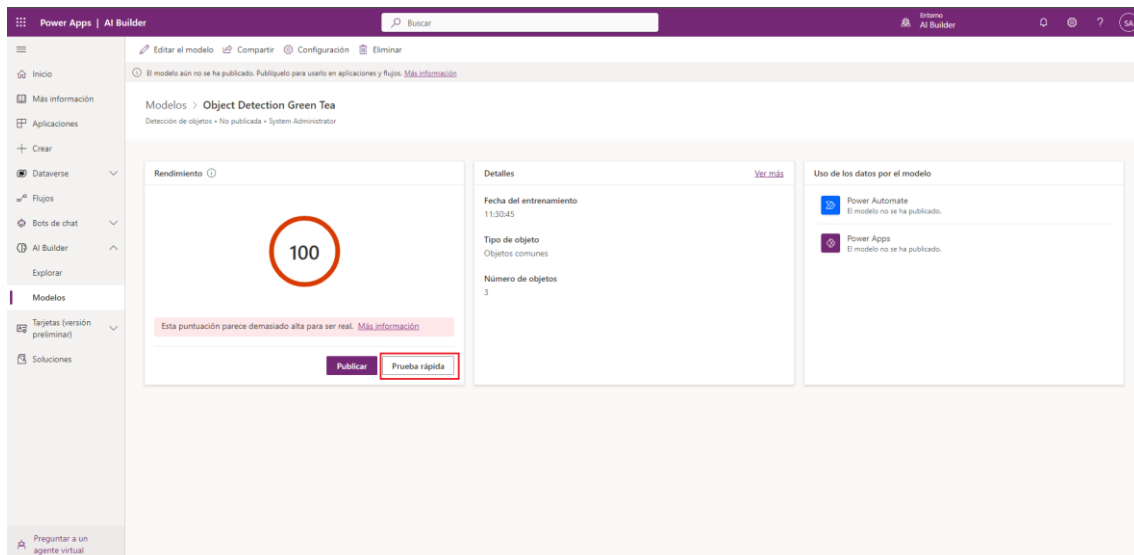 Power Apps | AI Builder
Buscar
Entorno
AI Builder
SA
Editar el modelo
Compartir
Configuración
Eliminar
El modelo aún no se ha publicado. Publíquelo para usarlo en aplicaciones y flujos. Más información
Inicio
Más información
Aplicaciones
Crear
Dataverse
Flujos
Bots de chat
AI Builder
Explorar
Modelos
Tarjetas (versión
preliminar)
Soluciones
Preguntar a un
agente virtual
Modelos > Object Detection Green Tea
Detección de objetos • No publicada • System Administrator
Rendimiento
100
Esta puntuación parece demasiado alta para ser real. Más información
Publicar
Prueba rápida
Detalles
Ver más
Fecha del entrenamiento
11:30:45
Tipo de objeto
Objetos comunes
Número de objetos
3
Uso de los datos por el modelo
Power Automate
El modelo no se ha publicado.
Power Apps
El modelo no se ha publicado.